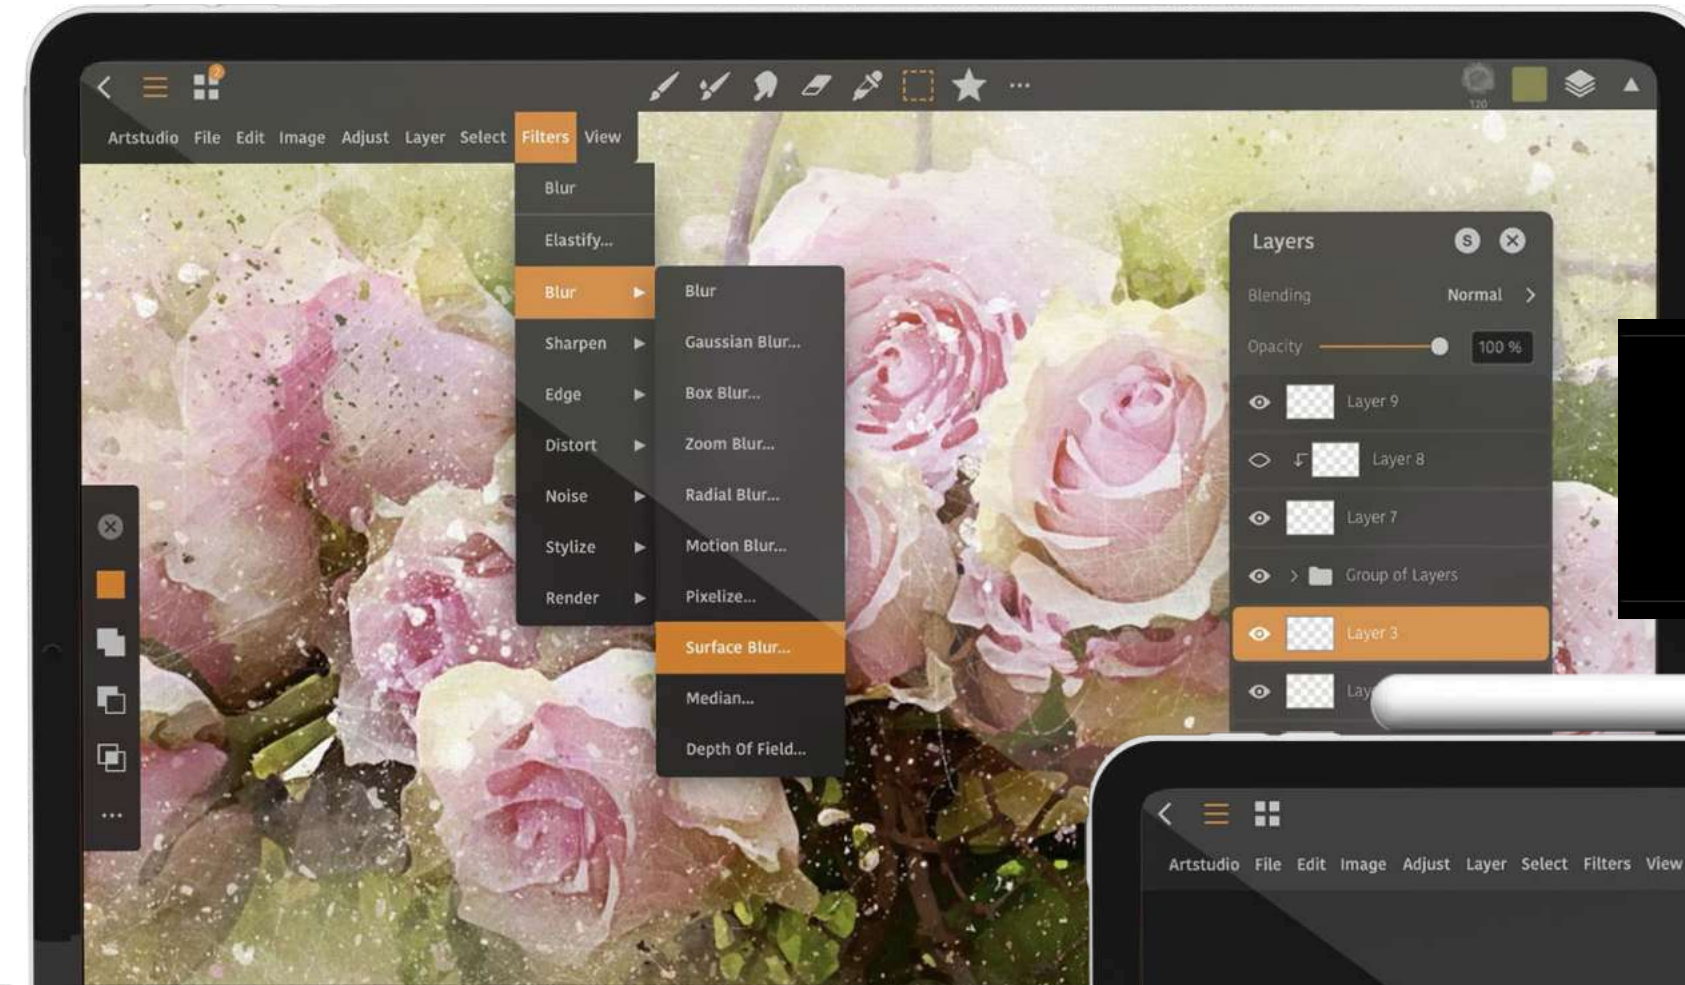 2
120
Artstudio File Edit Image Adjust Layer Select Filters View
Blur
Elastify...
Blur
Sharpen
Edge
Distort
Noise
Stylize
Render
Blur
Gaussian Blur...
Box Blur...
Zoom Blur...
Radial Blur...
Motion Blur...
Pixelize...
Surface Blur...
Median...
Depth Of Field...
Layers S
Blending Normal
Opacity 100 %
Layer 9
Layer 8
Layer 7
Group of Layers
Layer 3
Artstudio File Edit Image Adjust Layer Select Filters View